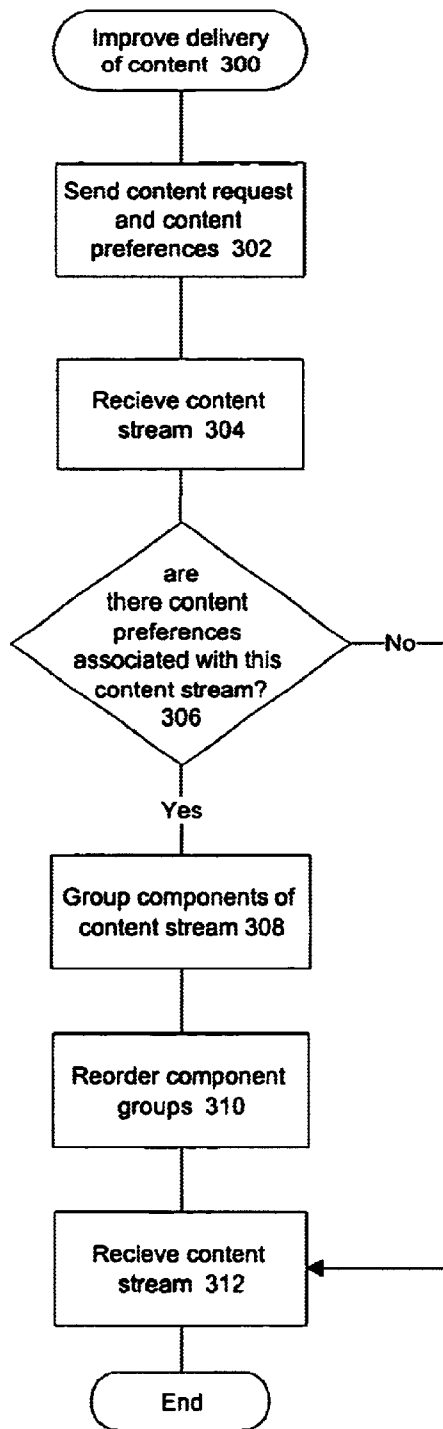 Improve delivery
of content 300
Send content request
and content
preferences 302
Recieve content
stream 304
are
there content
preferences
associated with this
content stream?
306
No
Yes
Group components of
content stream 308
Reorder component
groups 310
Recieve content
stream 312
End